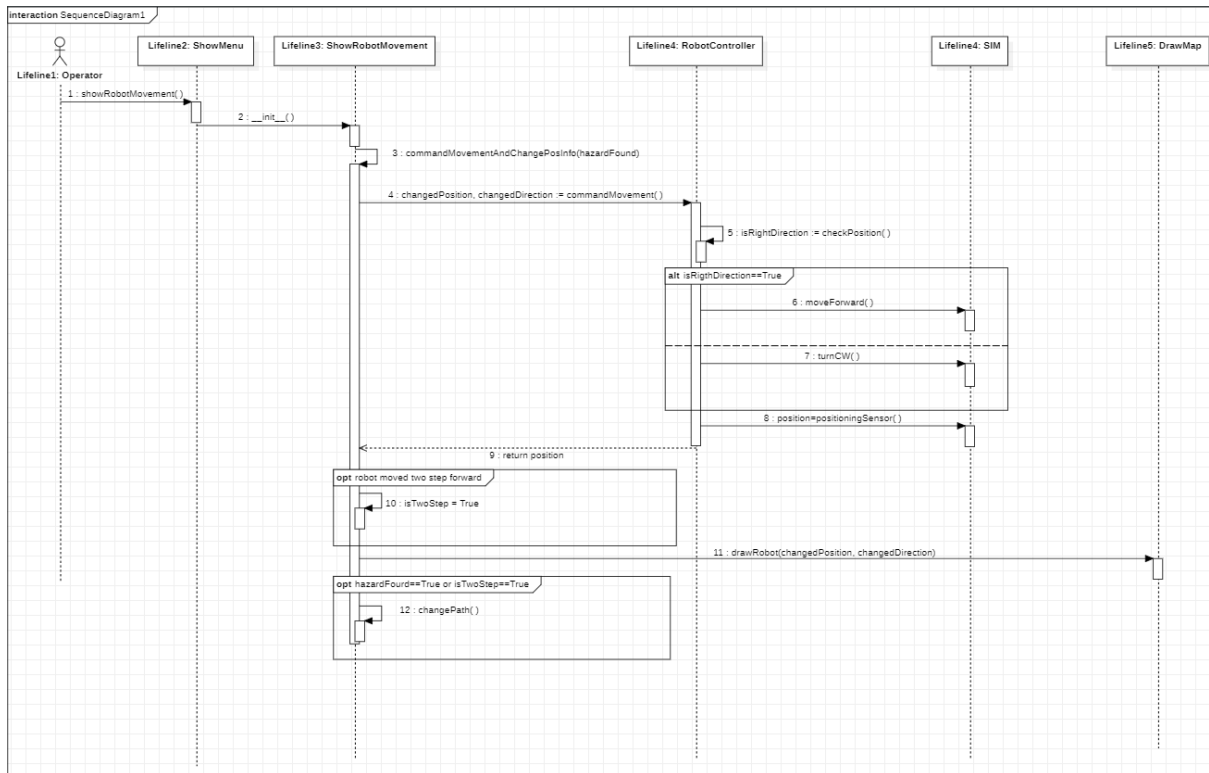 interaction SequenceDiagram1
Lifeline1: Operator
Lifeline2: ShowMenu
Lifeline3: ShowRobotMovement
Lifeline4: RobotController
Lifeline4: SIM
Lifeline5: DrawMap
1 : showRobotMovement( )
2 : __init__( )
3 : commandMovementAndChangePosInfo(hazardFound)
4 : changedPosition, changedDirection := commandMovement( )
5 : isRightDirection := checkPosition( )
alt isRigthDirection==True
6 : moveForward( )
7 : turnCW( )
8 : position=positioningSensor( )
9 : return position
opt robot moved two step forward
10 : isTwoStep = True
11 : drawRobot(changedPosition, changedDirection)
opt hazardFourd==True or isTwoStep==True
12 : changePath( )